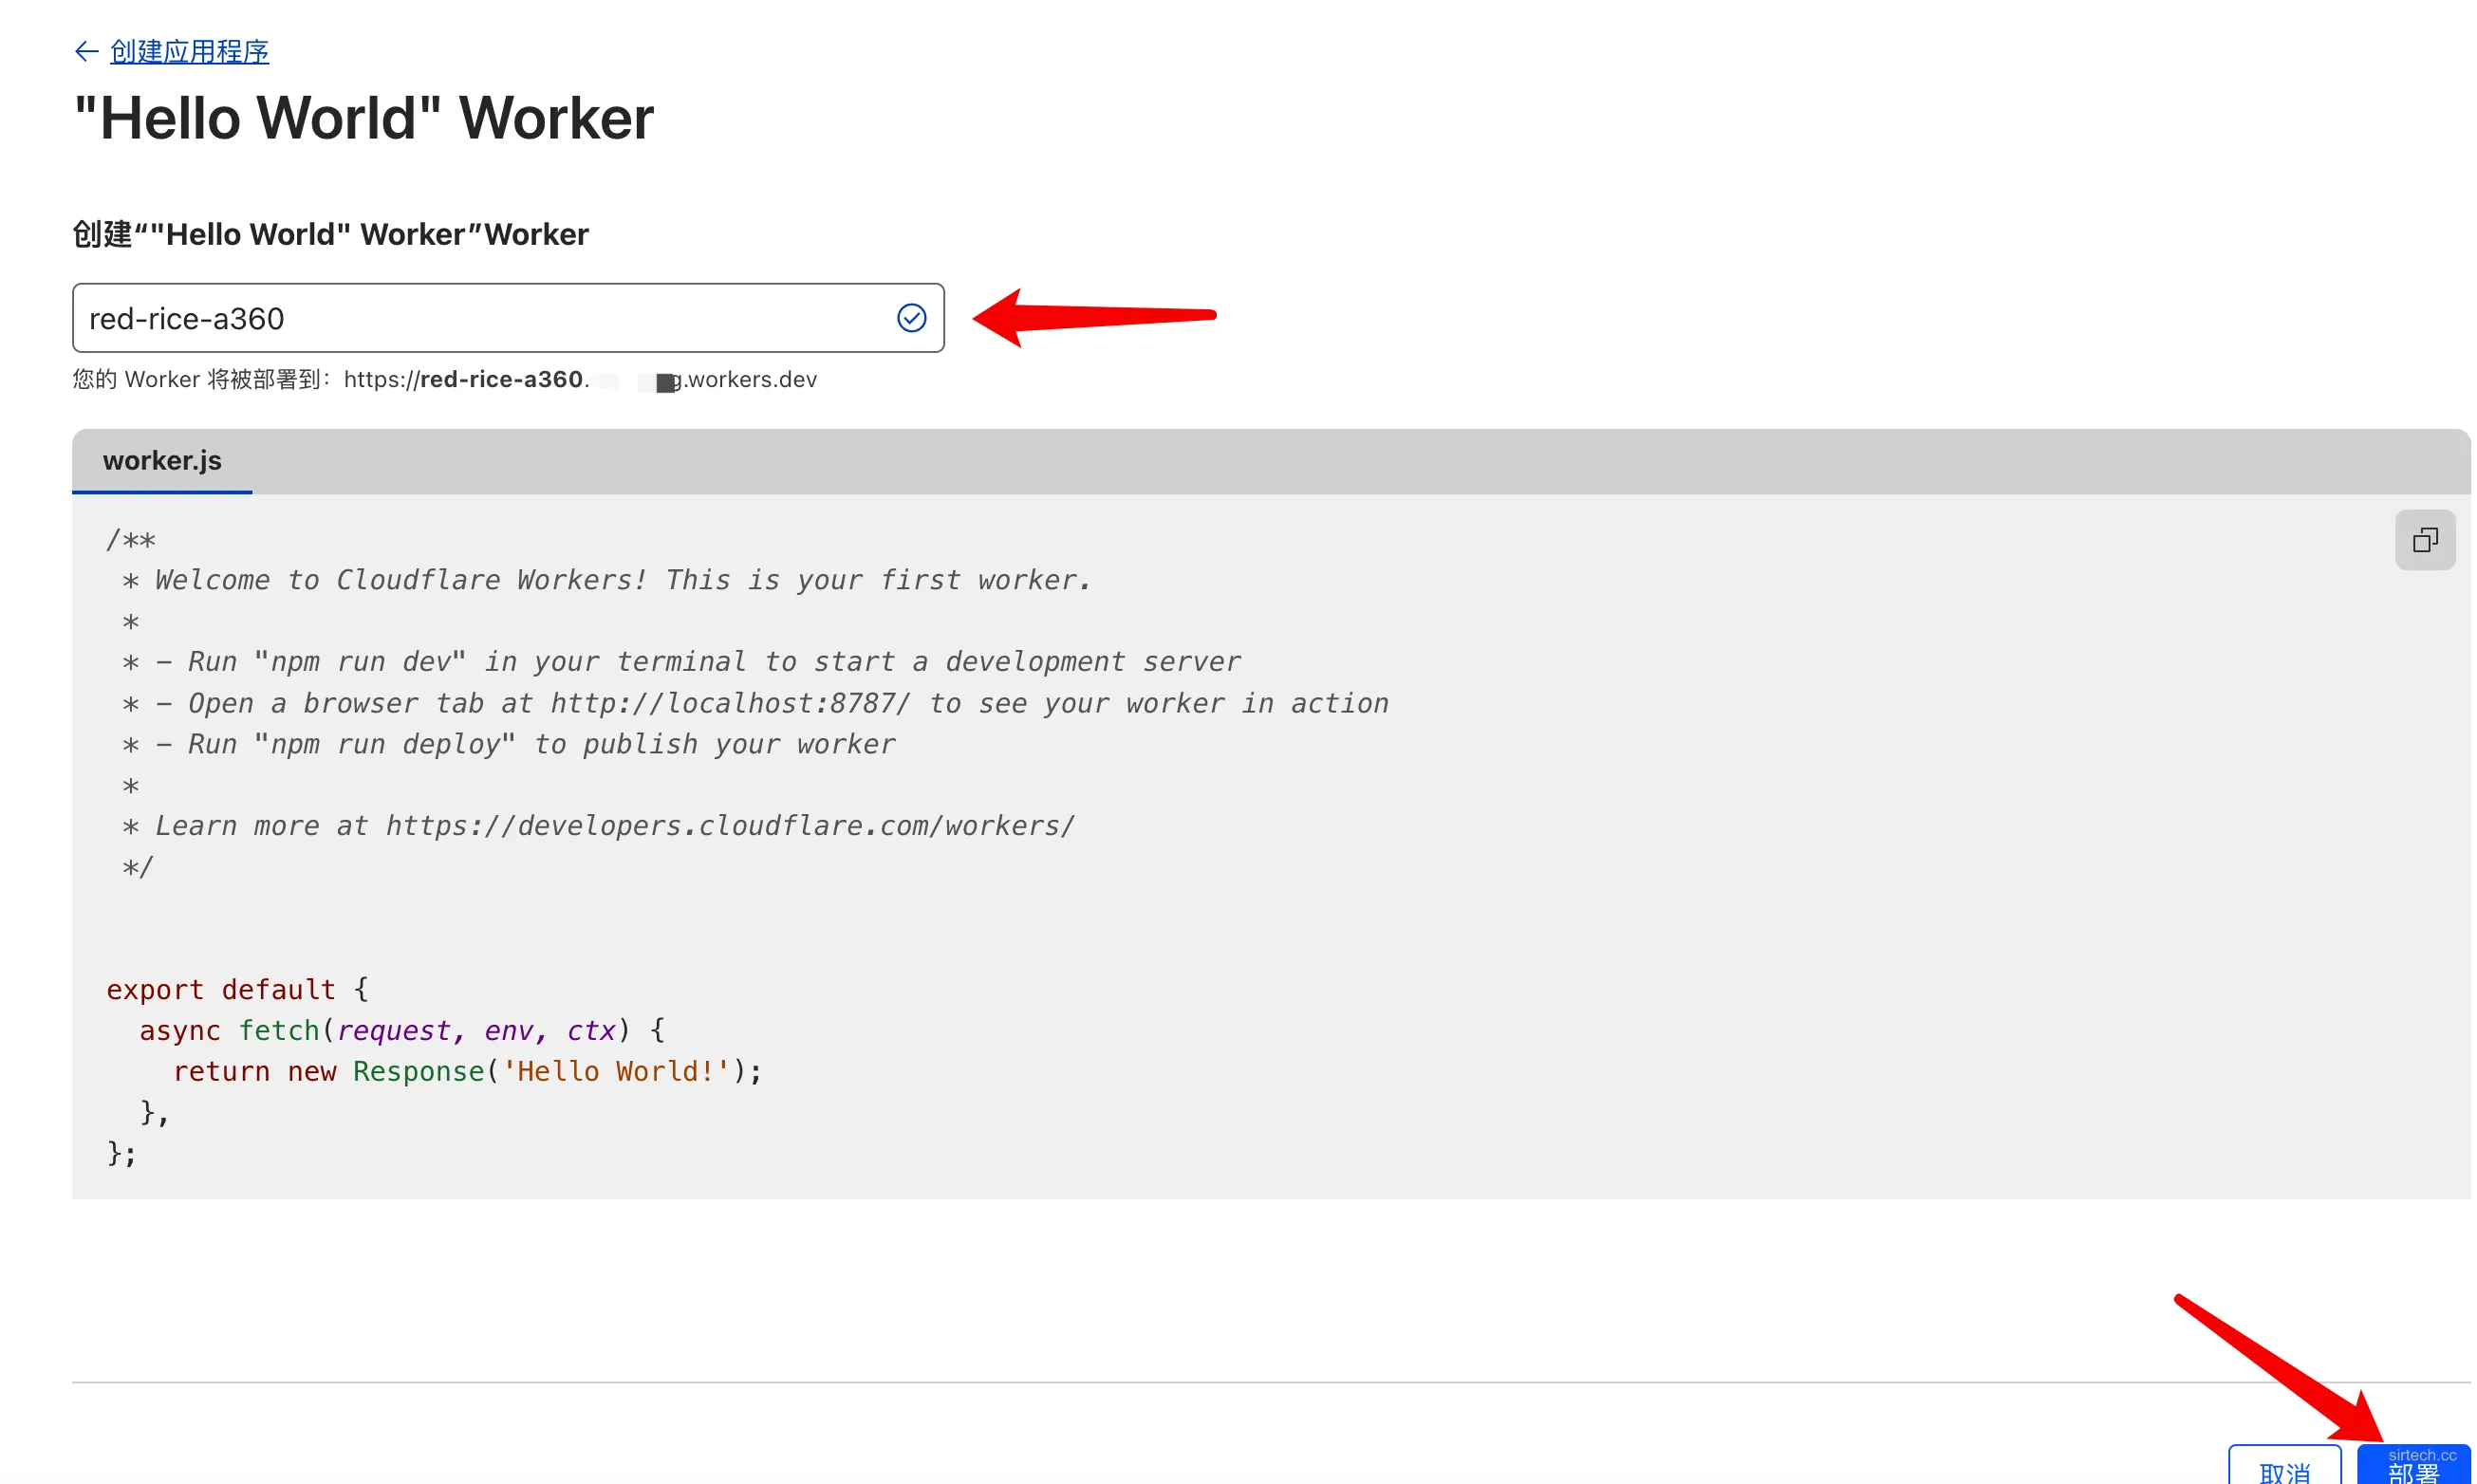 ← 创建应用程序
"Hello World" Worker
创建“"Hello World" Worker”Worker
red-rice-a360
您的 Worker 将被部署到：https://red-rice-a360. g.workers.dev
worker.js
/**
 * Welcome to Cloudflare Workers! This is your first worker.
 *
 * - Run "npm run dev" in your terminal to start a development server
 * - Open a browser tab at http://localhost:8787/ to see your worker in action
 * - Run "npm run deploy" to publish your worker
 *
 * Learn more at https://developers.cloudflare.com/workers/
 */
export default {
  async fetch(request, env, ctx) {
    return new Response('Hello World!');
  },
};
取消
部署
sirtech.cc